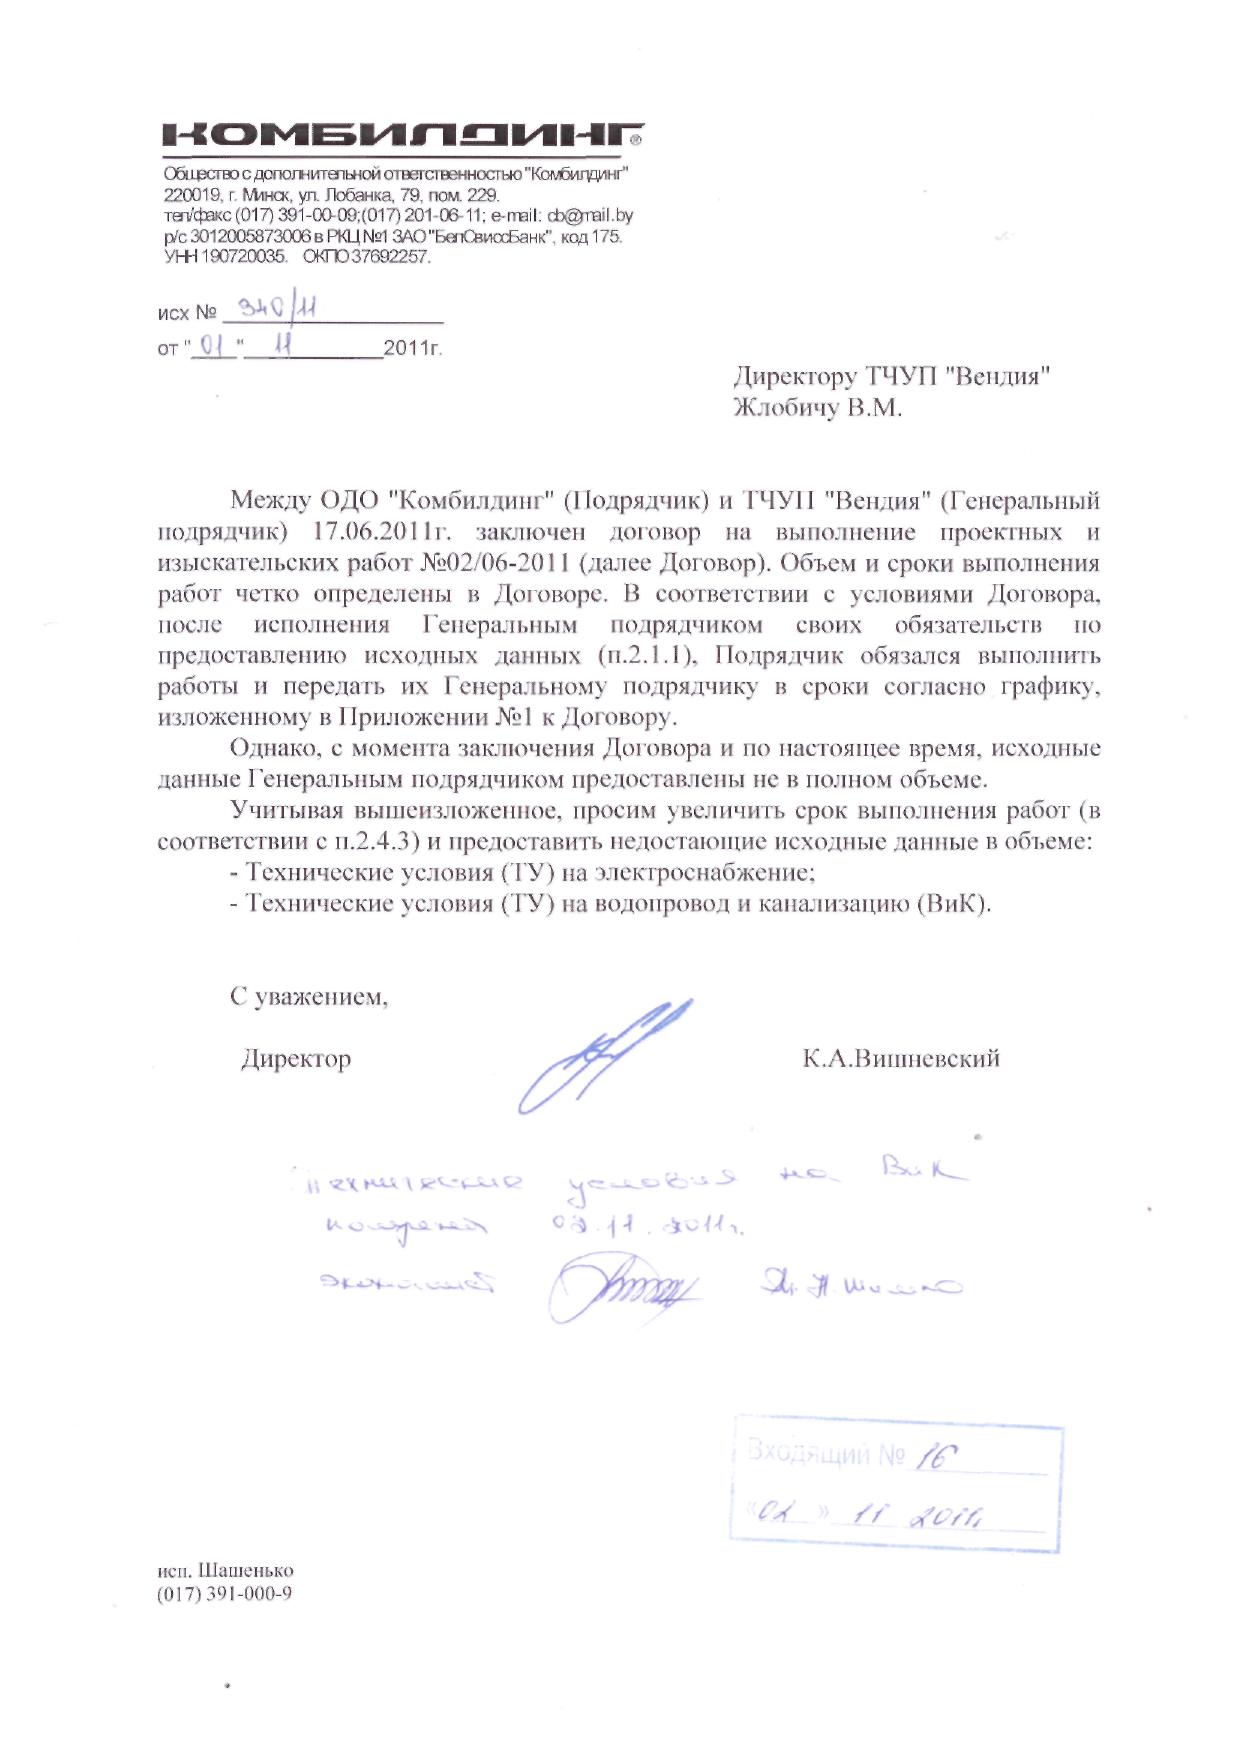 КОМБИЛДИНГ®
Общество с дополнительной ответственностью "Комбилдинг"
220019, г. Минск, ул. Лобанка, 79, пом. 229.
тел/факс (017) 391-00-09;(017) 201-06-11; e-mail: cb@mail.by
р/с 3012005873006 в РКЦ №1 ЗАО "БелСвиссБанк", код 175.
УНН 190720035. ОКПО 37692257.
исх № 340/11
от "01" 11 2011г.
Директору ТЧУП "Вендия"
Жлобичу В.М.
Между ОДО "Комбилдинг" (Подрядчик) и ТЧУП "Вендия" (Генеральный
подрядчик) 17.06.2011г. заключен договор на выполнение проектных и
изыскательских работ №02/06-2011 (далее Договор). Объем и сроки выполнения
работ четко определены в Договоре. В соответствии с условиями Договора,
после исполнения Генеральным подрядчиком своих обязательств по
предоставлению исходных данных (п.2.1.1), Подрядчик обязался выполнить
работы и передать их Генеральному подрядчику в сроки согласно графику,
изложенному в Приложении №1 к Договору.
Однако, с момента заключения Договора и по настоящее время, исходные
данные Генеральным подрядчиком предоставлены не в полном объеме.
Учитывая вышеизложенное, просим увеличить срок выполнения работ (в
соответствии с п.2.4.3) и предоставить недостающие исходные данные в объеме:
- Технические условия (ТУ) на электроснабжение;
- Технические условия (ТУ) на водопровод и канализацию (ВиК).
С уважением,
Директор К.А.Вишневский
Технические условия на ВиК
11.2011г.
экономист
Входящий № 16
«02» 11 2011г.
исп. Шашенько
(017) 391-000-9